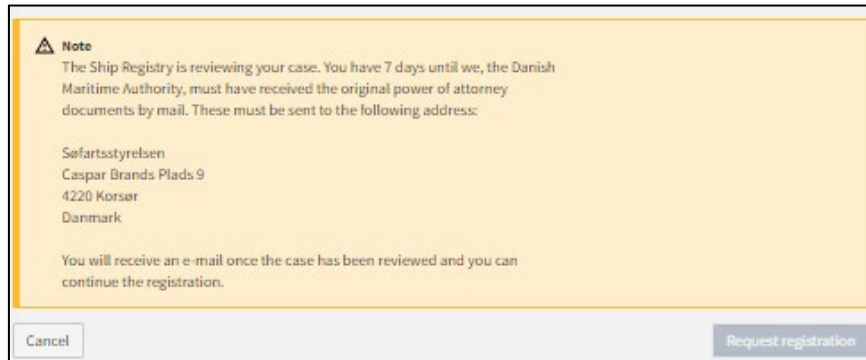 Note
The Ship Registry is reviewing your case. You have 7 days until we, the Danish
Maritime Authority, must have received the original power of attorney
documents by mail. These must be sent to the following address:
Søfartsstyrelsen
Caspar Brands Plads 9
4220 Korsør
Danmark
You will receive an e-mail once the case has been reviewed and you can
continue the registration.
Cancel
Request registration